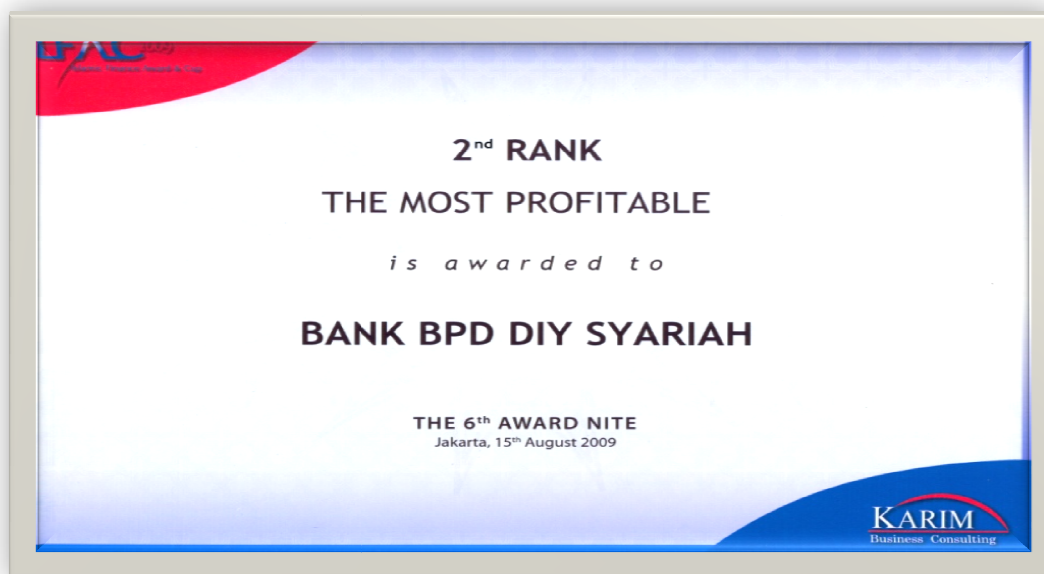 2009
2nd RANK
THE MOST PROFITABLE
is awarded to
BANK BPD DIY SYARIAH
THE 6th AWARD NITE
Jakarta, 15th August 2009
KARIM
Business Consulting